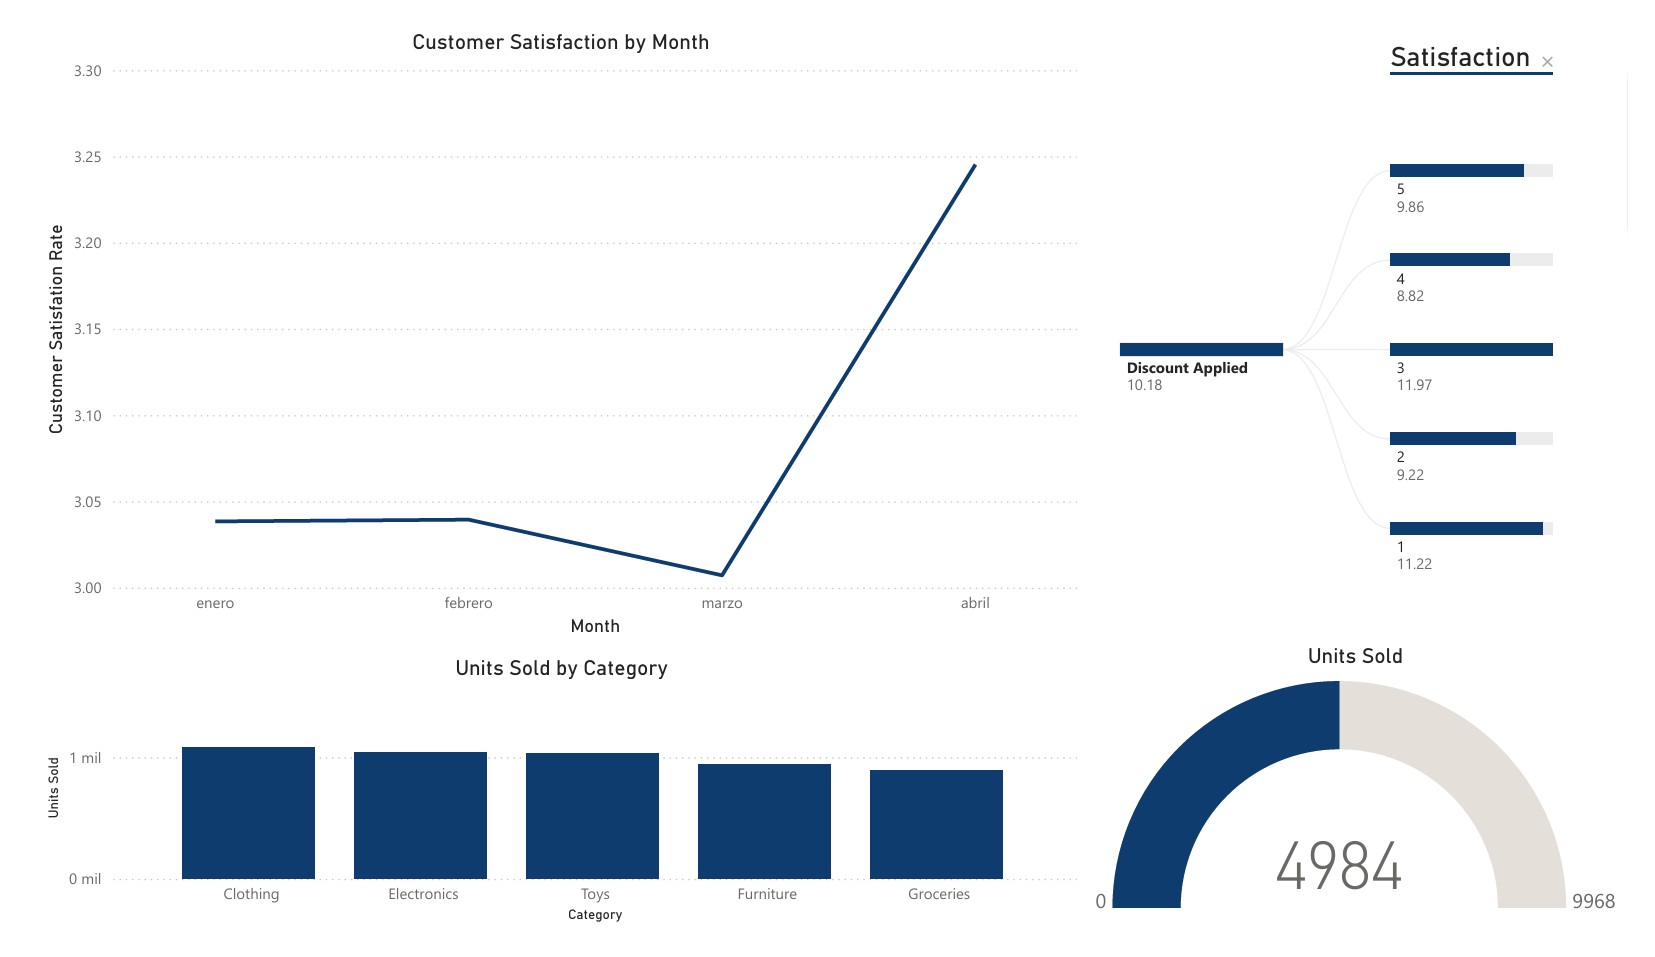 Customer Satisfaction by Month
3.30
3.25
3.20
3.15
3.10
3.05
3.00
Customer Satisfation Rate
enero febrero marzo abril
Month
Satisfaction ×
5
9.86
4
8.82
Discount Applied
10.18
3
11.97
2
9.22
1
11.22
Units Sold by Category
1 mil
0 mil
Units Sold
Clothing Electronics Toys Furniture Groceries
Category
Units Sold
4984
0 9968